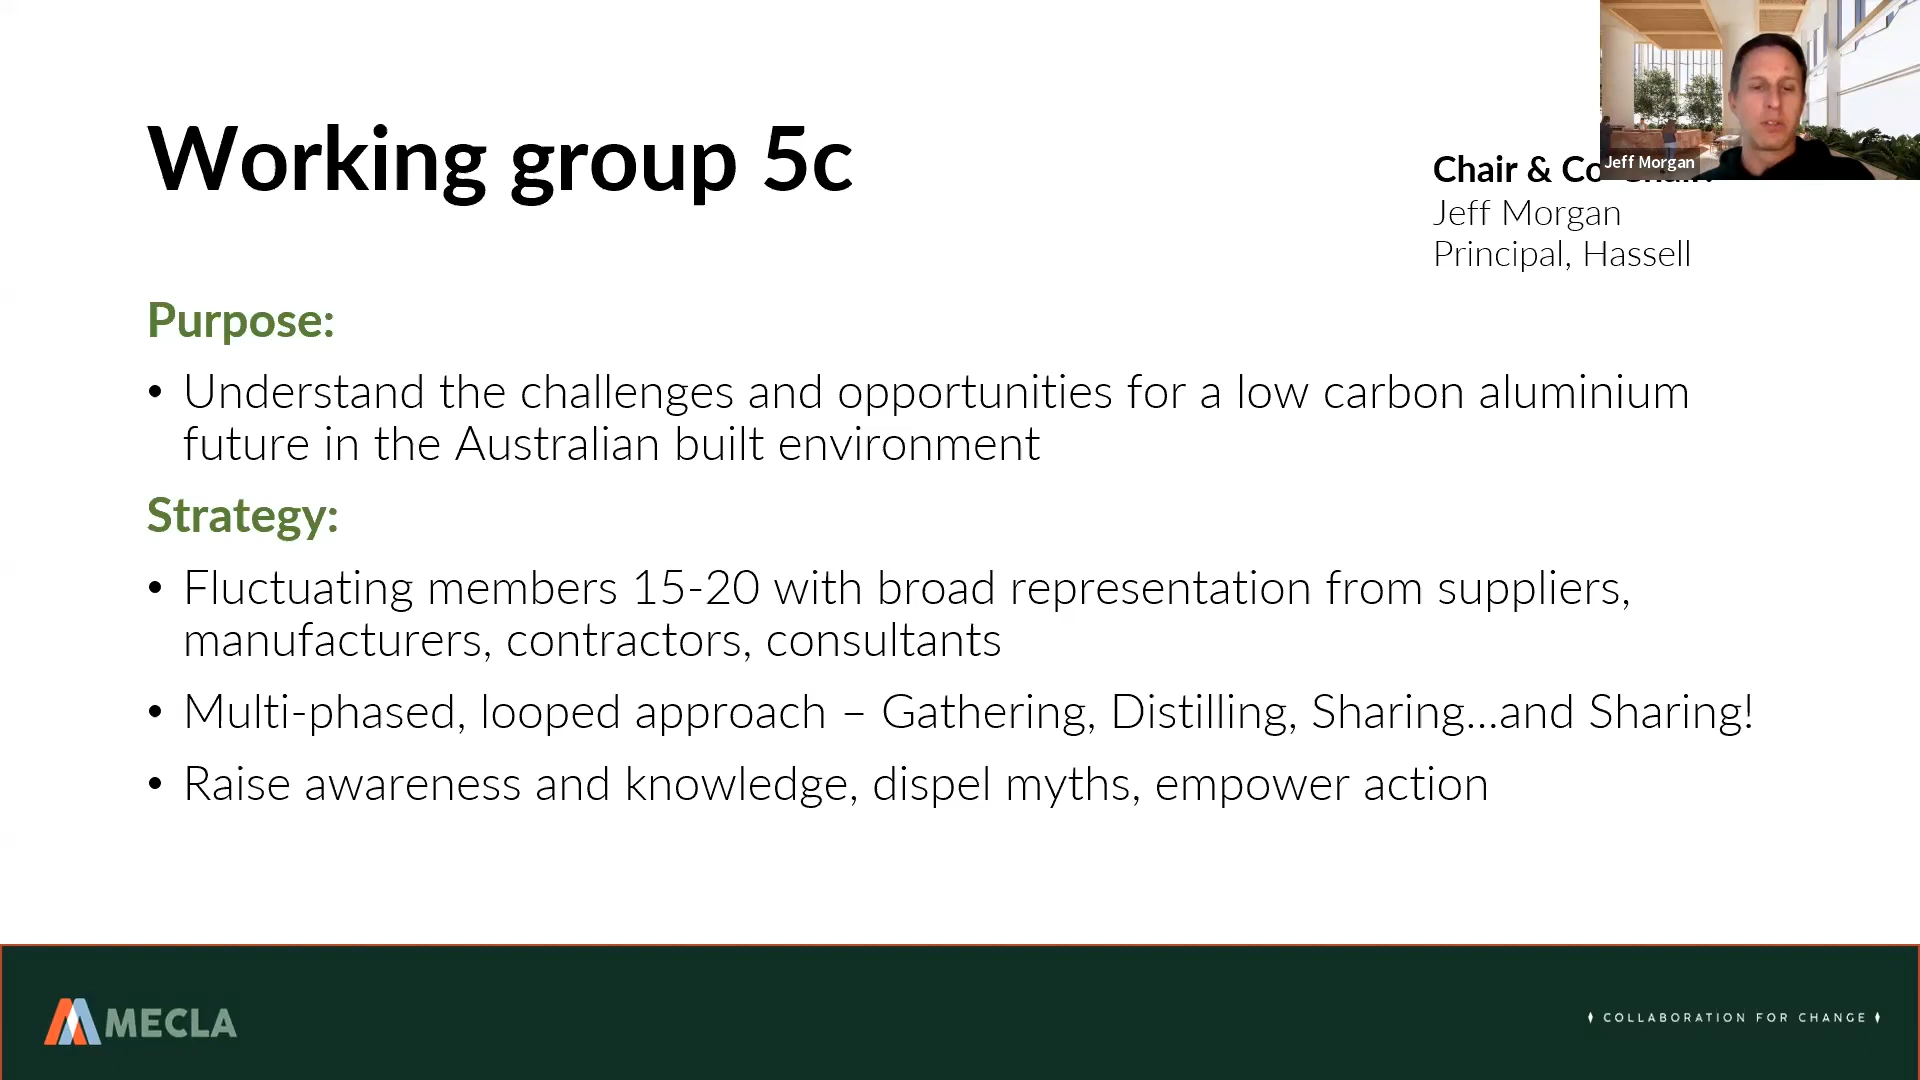 Working group 5c
Jeff Morgan
Chair & Co
Jeff Morgan
Principal, Hassell
Purpose:
• Understand the challenges and opportunities for a low carbon aluminium
future in the Australian built environment
Strategy:
• Fluctuating members 15-20 with broad representation from suppliers,
manufacturers, contractors, consultants
• Multi-phased, looped approach – Gathering, Distilling, Sharing...and Sharing!
• Raise awareness and knowledge, dispel myths, empower action
MECLA
COLLABORATION FOR CHANGE